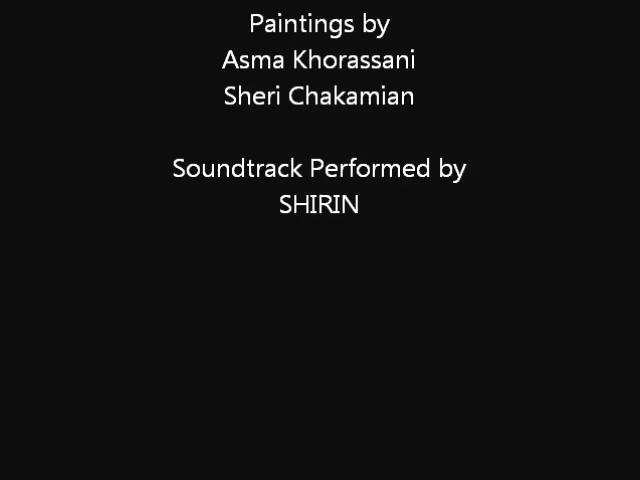 Paintings by
Asma Khorassani
Sheri Chakamian
Soundtrack Performed by
SHIRIN